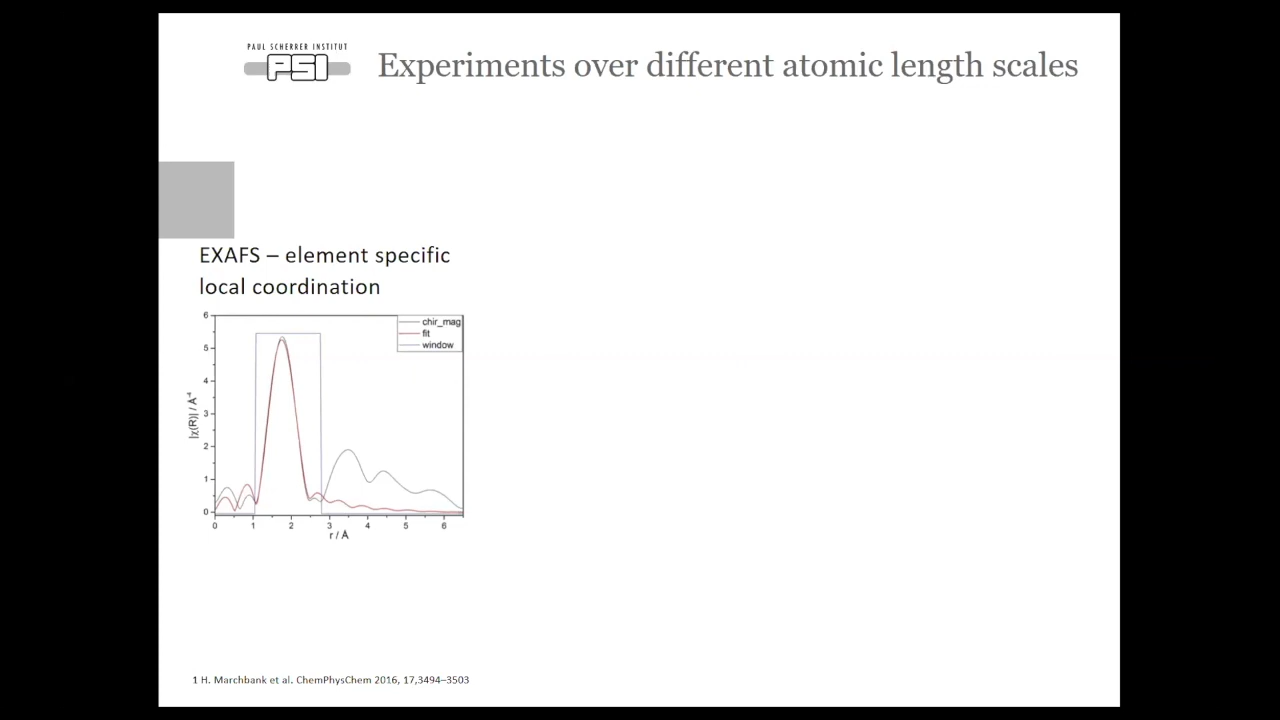 PAUL SCHERRER INSTITUT
PSI
Experiments over different atomic length scales
EXAFS – element specific
local coordination
6
5
4
3
2
1
0
|χ(R)| / Å⁻⁴
chir_mag
fit
window
0 1 2 3 4 5 6
r / Å
1 H. Marchbank et al. ChemPhysChem 2016, 17,3494–3503